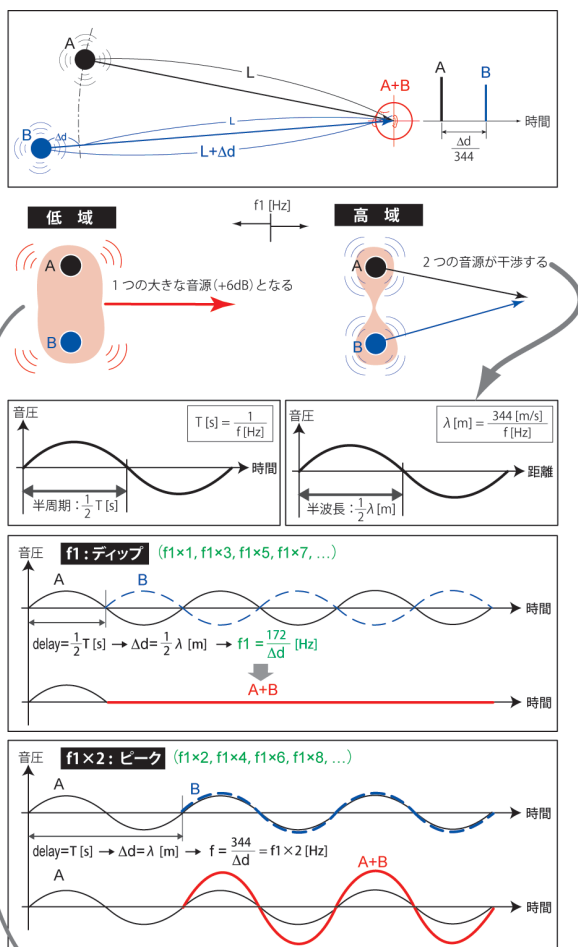 A
L
A+B
A
B
時間
Δd
344
B
Δd
L
L+Δd
低 域
f1 [Hz]
高 域
A
1つの大きな音源(+6dB)となる
B
A
2つの音源が干渉する
B
音圧
T [s] = 1 / f [Hz]
時間
半周期：1/2 T [s]
音圧
λ [m] = 344 [m/s] / f [Hz]
距離
半波長：1/2 λ [m]
音圧
f1：ディップ (f1×1, f1×3, f1×5, f1×7, …)
A
B
時間
delay=1/2 T [s] → Δd= 1/2 λ [m] → f1 = 172/Δd [Hz]
A+B
時間
音圧
f1×2：ピーク (f1×2, f1×4, f1×6, f1×8, …)
A
B
時間
delay=T [s] → Δd= λ [m] → f = 344/Δd = f1×2 [Hz]
A
A+B
時間